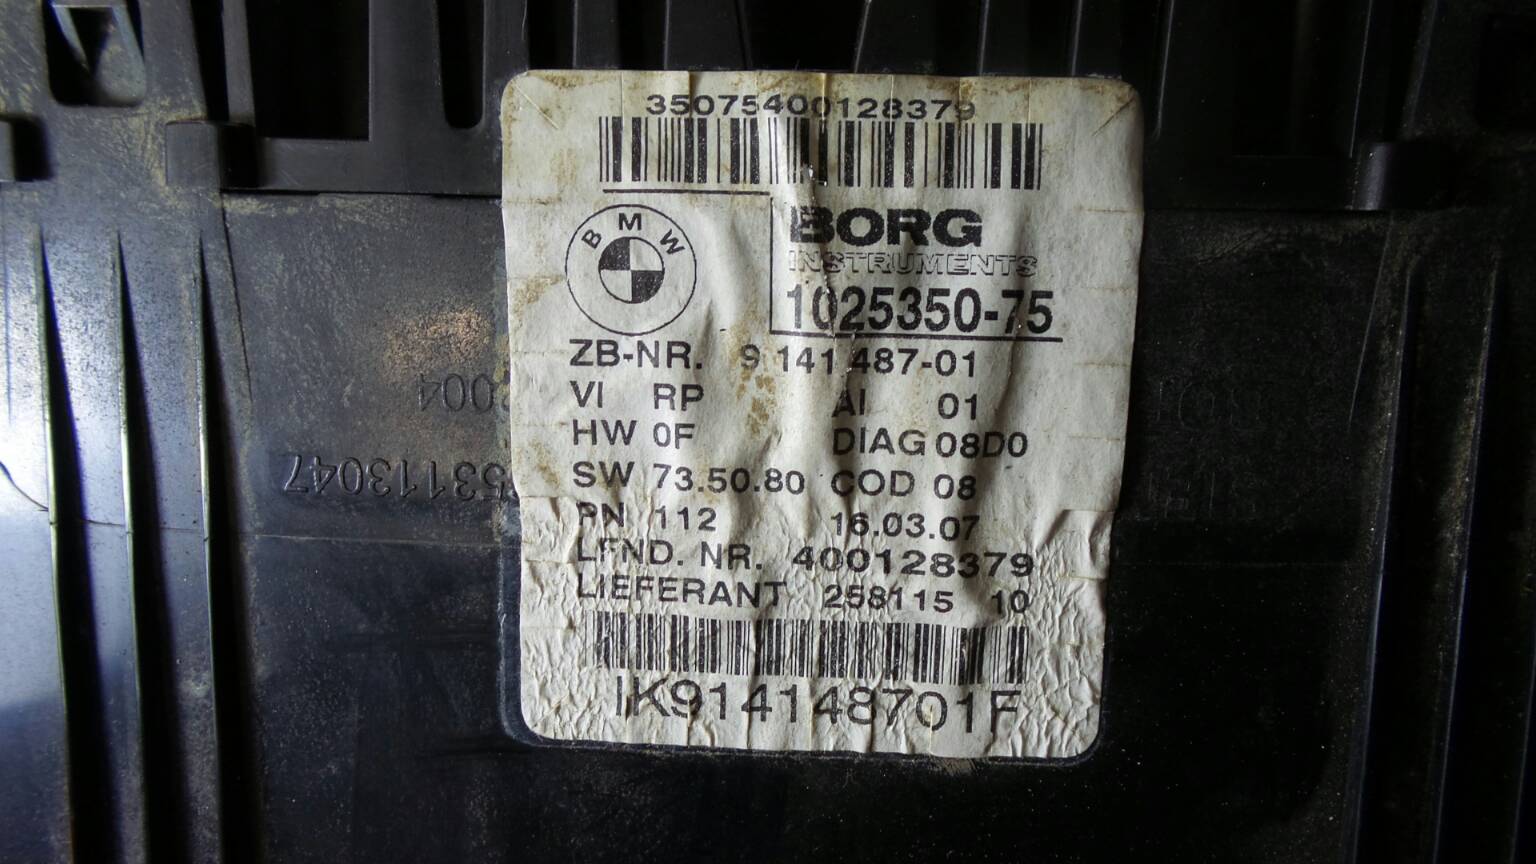 35075400128379
BMW
BORG
INSTRUMENTS
1025350-75
ZB-NR. 9 141 487-01
VI RP AI 01
HW 0F DIAG 08D0
SW 73.50.80 COD 08
PN 112 16.03.07
LFND. NR. 400128379
LIEFERANT 258115 10
IK914148701F
2004
53113047